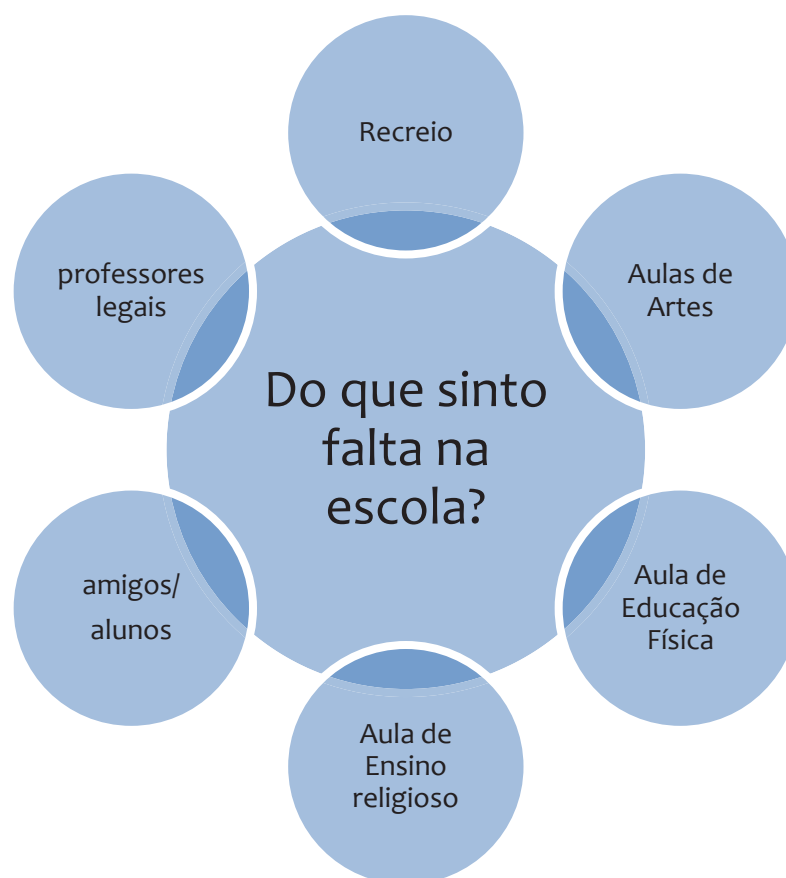 Recreio
Aulas de
Artes
Aula de
Educação
Física
Aula de
Ensino
religioso
amigos/
alunos
professores
legais
Do que sinto
falta na
escola?